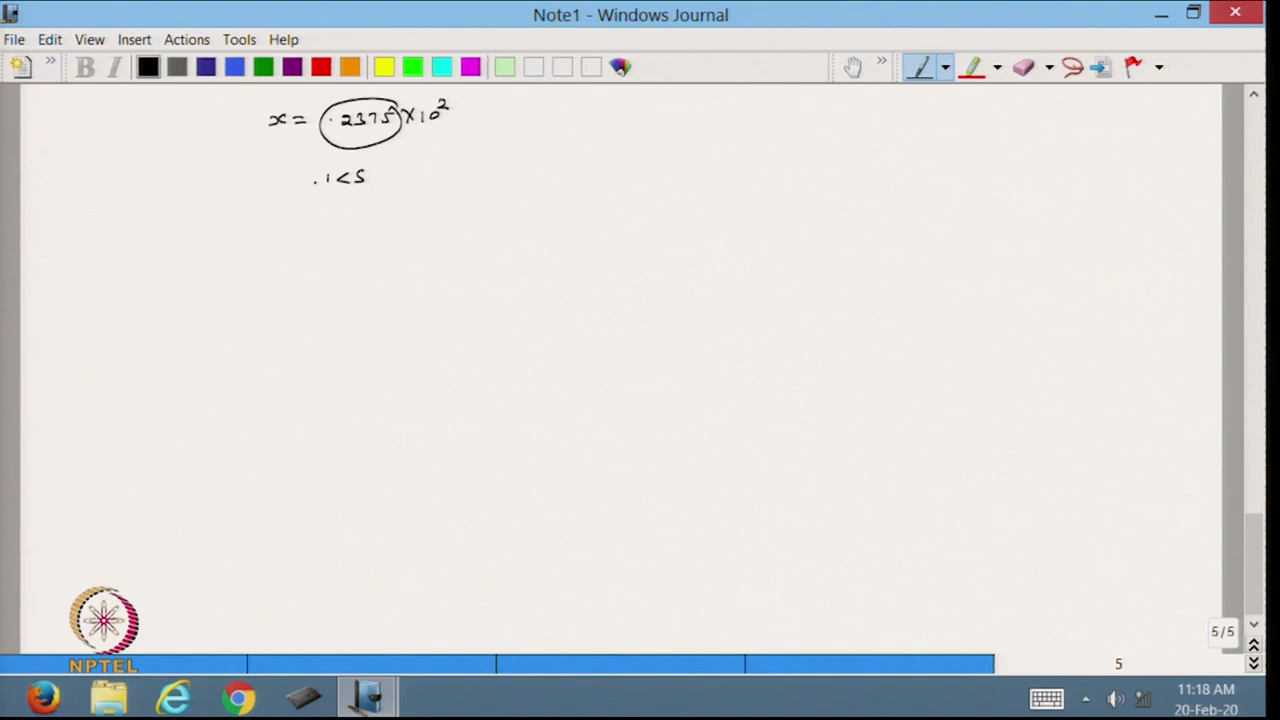 Note1 - Windows Journal
File Edit View Insert Actions Tools Help
x = .2375 × 10^2
.1 < S
5/5
NPTEL
5
11:18 AM
20-Feb-20